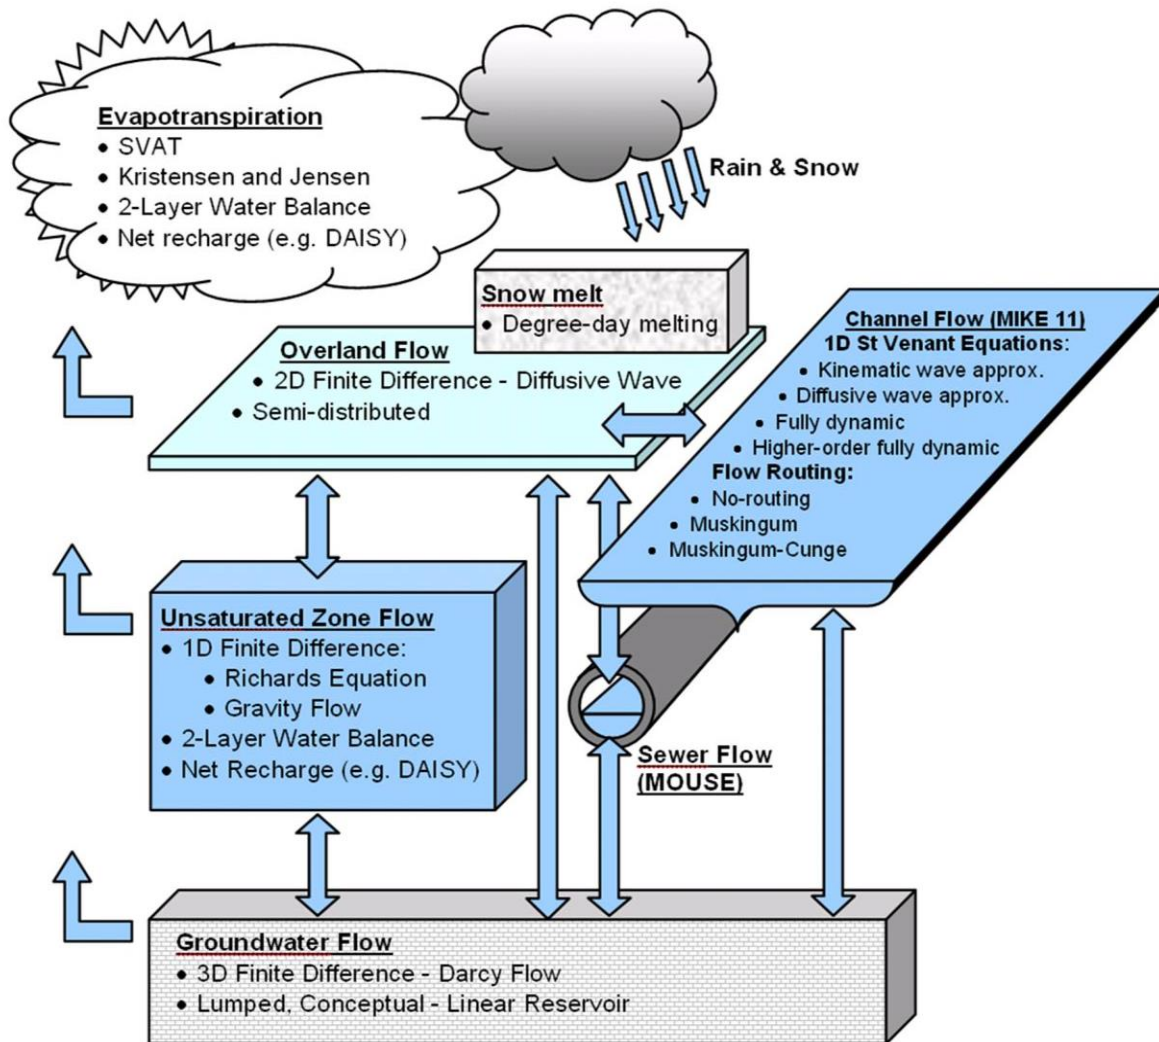 Evapotranspiration
• SVAT
• Kristensen and Jensen
• 2-Layer Water Balance
• Net recharge (e.g. DAISY)
Rain & Snow
Snow melt
• Degree-day melting
Overland Flow
• 2D Finite Difference - Diffusive Wave
• Semi-distributed
Channel Flow (MIKE 11)
1D St Venant Equations:
• Kinematic wave approx.
• Diffusive wave approx.
• Fully dynamic
• Higher-order fully dynamic
Flow Routing:
• No-routing
• Muskingum
• Muskingum-Cunge
Unsaturated Zone Flow
• 1D Finite Difference:
• Richards Equation
• Gravity Flow
• 2-Layer Water Balance
• Net Recharge (e.g. DAISY)
Sewer Flow
(MOUSE)
Groundwater Flow
• 3D Finite Difference - Darcy Flow
• Lumped, Conceptual - Linear Reservoir